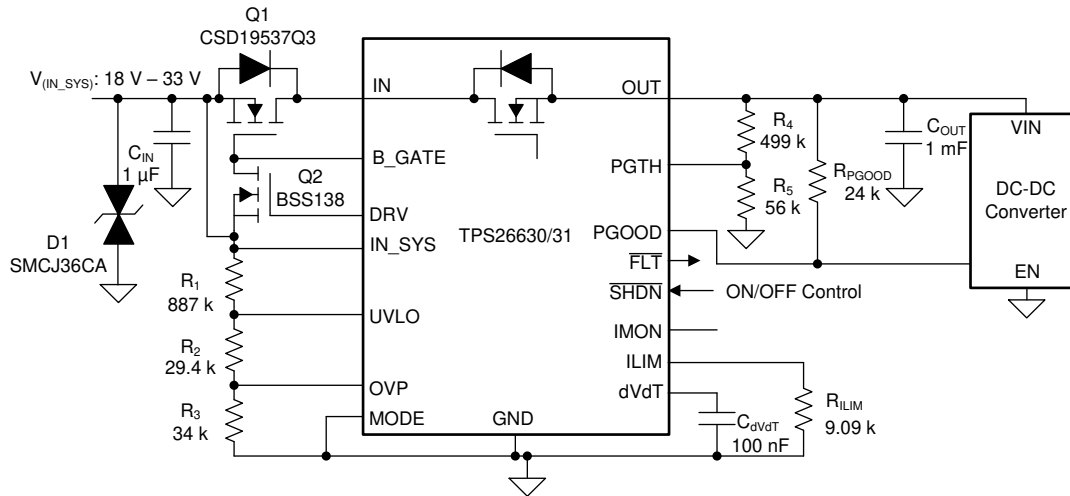 Q1
CSD19537Q3
V(IN_SYS): 18 V – 33 V
IN
OUT
R4
499 k
COUT
1 mF
VIN
CIN
1 µF
B_GATE
PGTH
RPGOOD
24 k
Q2
BSS138
R5
56 k
DC-DC
Converter
DRV
TPS26630/31
PGOOD
D1
SMCJ36CA
IN_SYS
FLT
EN
R1
887 k
SHDN
ON/OFF Control
UVLO
IMON
R2
29.4 k
ILIM
OVP
dVdT
RILIM
9.09 k
R3
34 k
MODE
GND
CdVdT
100 nF